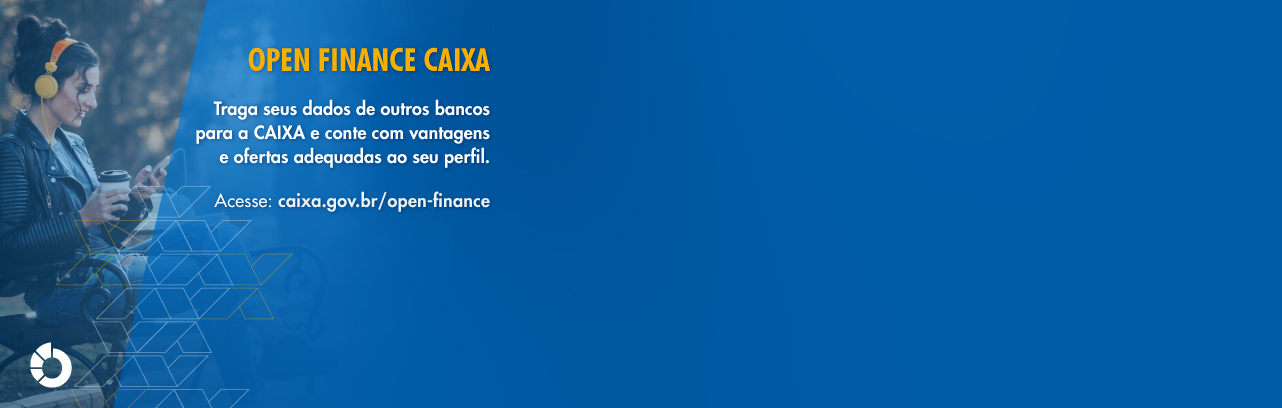 OPEN FINANCE CAIXA
Traga seus dados de outros bancos
para a CAIXA e conte com vantagens
e ofertas adequadas ao seu perfil.
Acesse: caixa.gov.br/open-finance